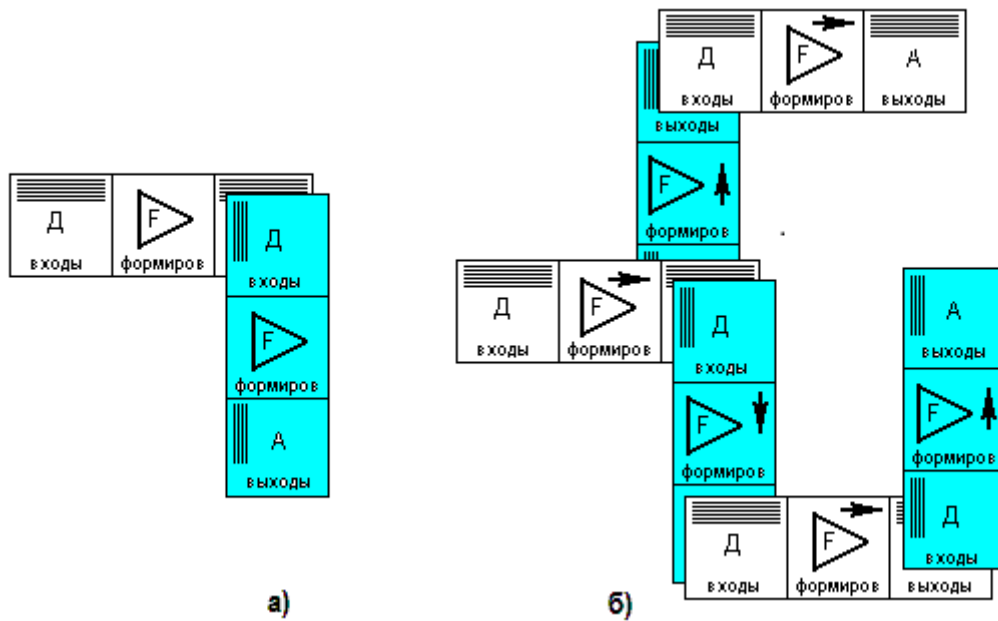 Д F А
входы формиров выходы
выходы
F
формиров
Д F
входы формиров
Д
входы
F
формиров
А
выходы
Д F
входы формиров
Д
входы
F
формиров
А
выходы
F
формиров
Д
входы
Д F
входы формиров выходы
а) б)